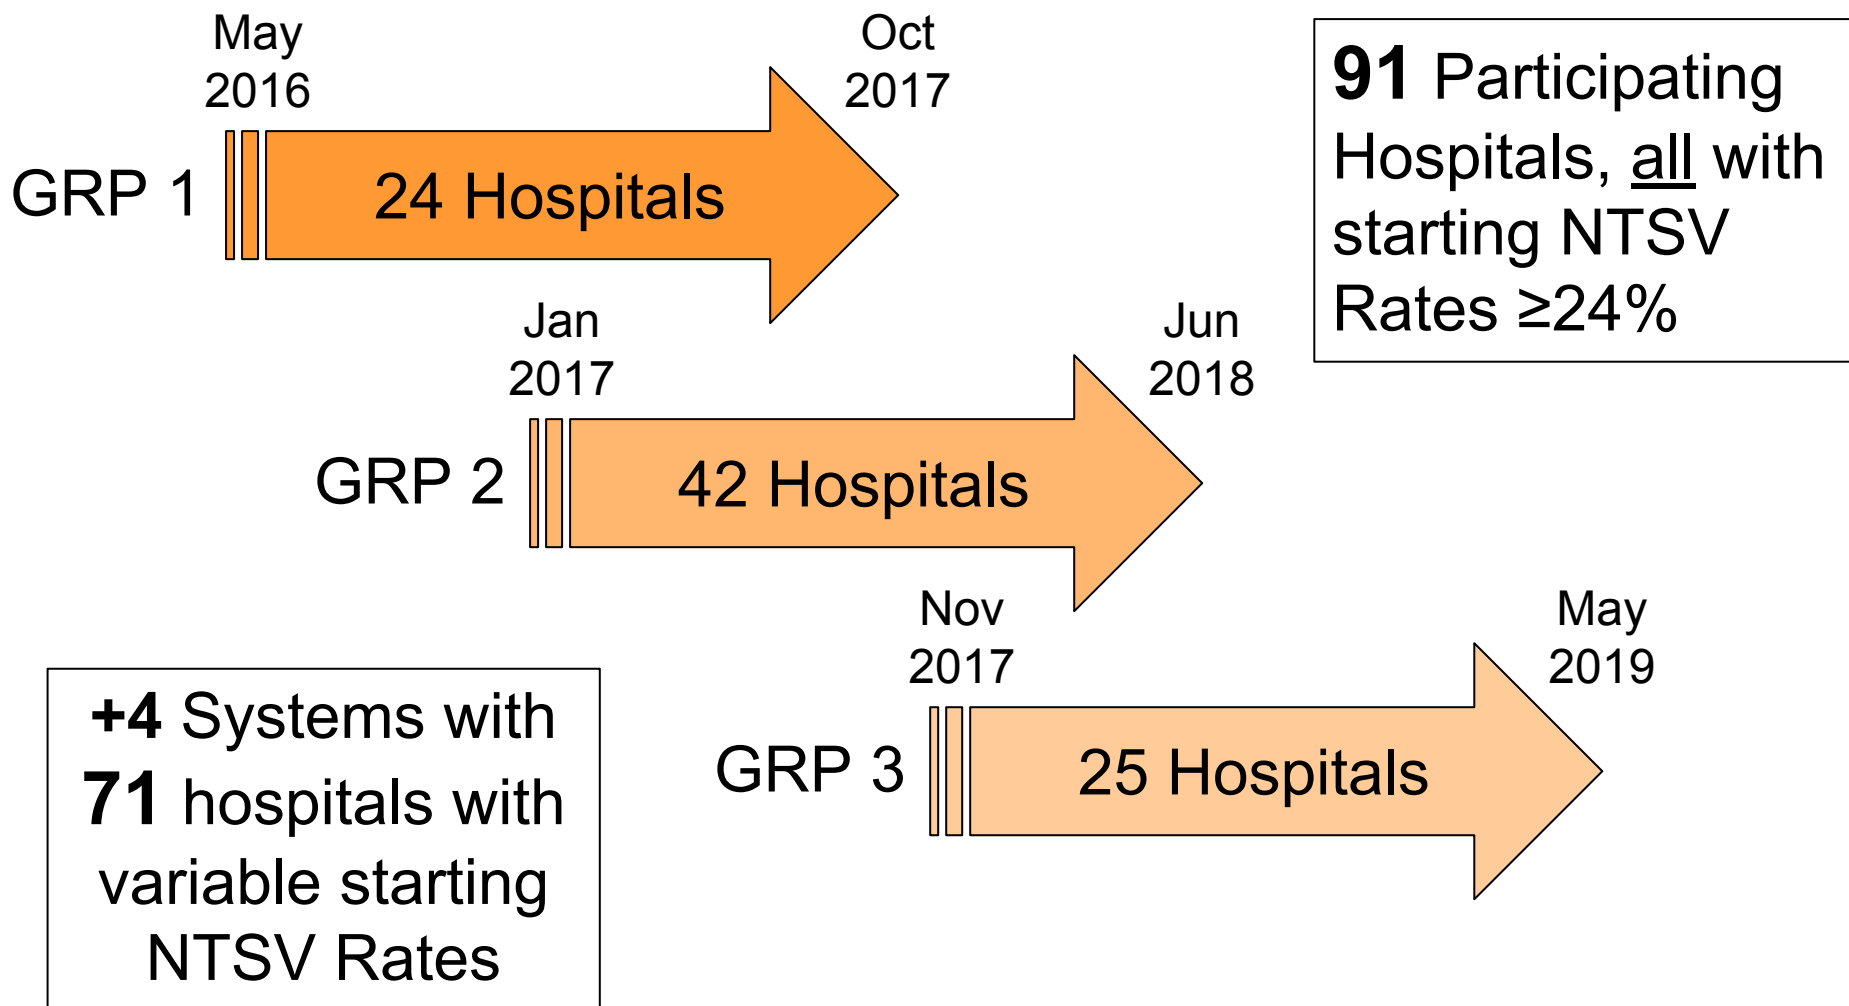 May
2016
Oct
2017
GRP 1
24 Hospitals
91 Participating
Hospitals, all with
starting NTSV
Rates ≥24%
Jan
2017
Jun
2018
GRP 2
42 Hospitals
Nov
2017
May
2019
GRP 3
25 Hospitals
+4 Systems with
71 hospitals with
variable starting
NTSV Rates